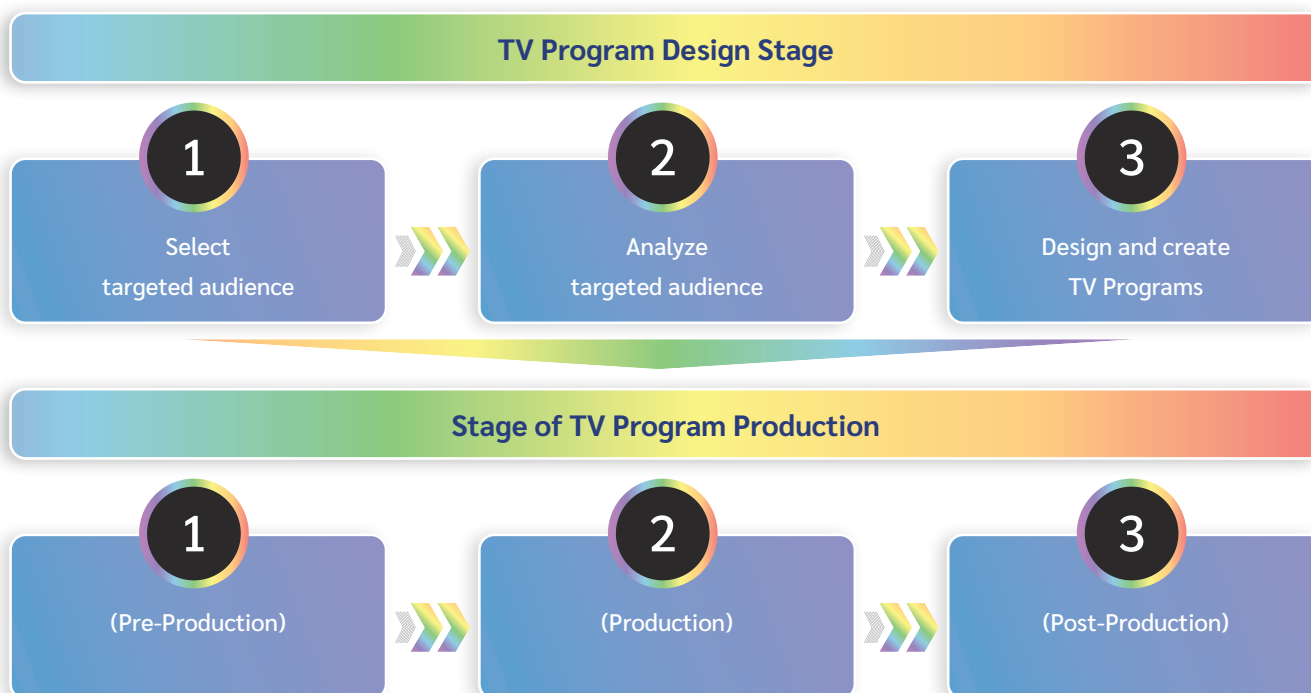 TV Program Design Stage
1
Select
targeted audience
2
Analyze
targeted audience
3
Design and create
TV Programs
Stage of TV Program Production
1
(Pre-Production)
2
(Production)
3
(Post-Production)